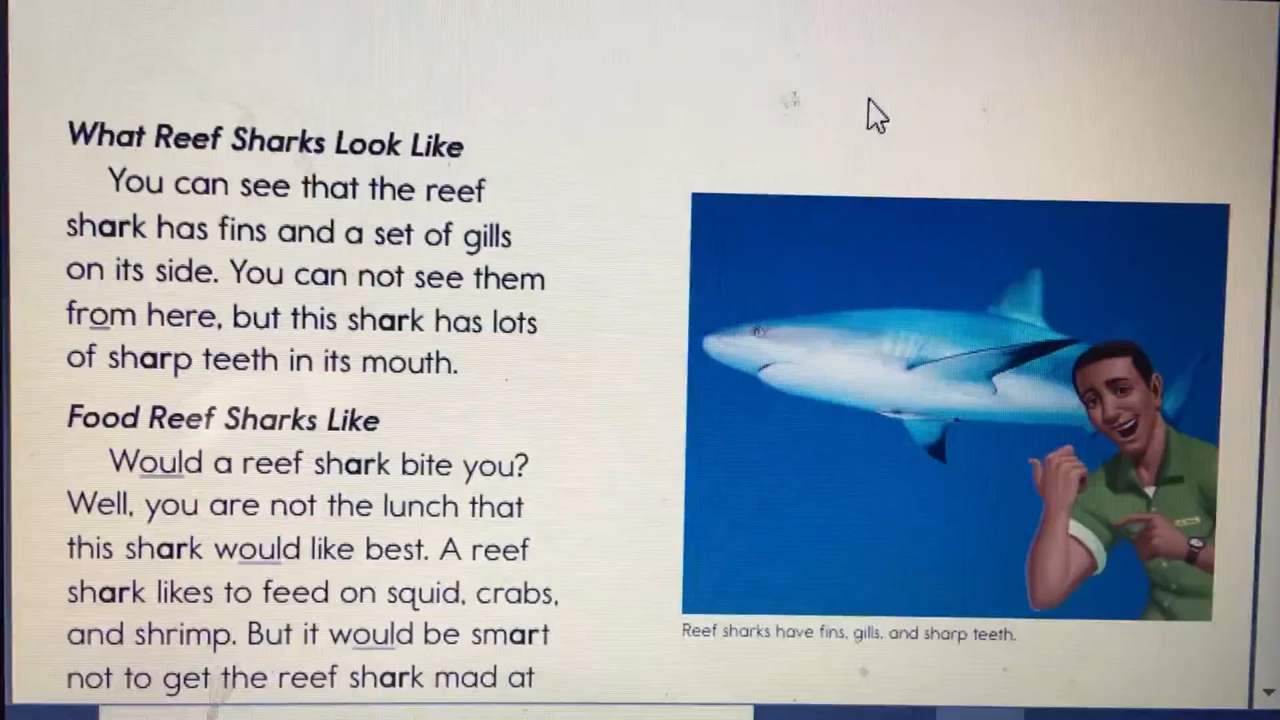 What Reef Sharks Look Like
You can see that the reef
shark has fins and a set of gills
on its side. You can not see them
from here, but this shark has lots
of sharp teeth in its mouth.
Food Reef Sharks Like
Would a reef shark bite you?
Well, you are not the lunch that
this shark would like best. A reef
shark likes to feed on squid, crabs,
and shrimp. But it would be smart
not to get the reef shark mad at
Reef sharks have fins, gills, and sharp teeth.